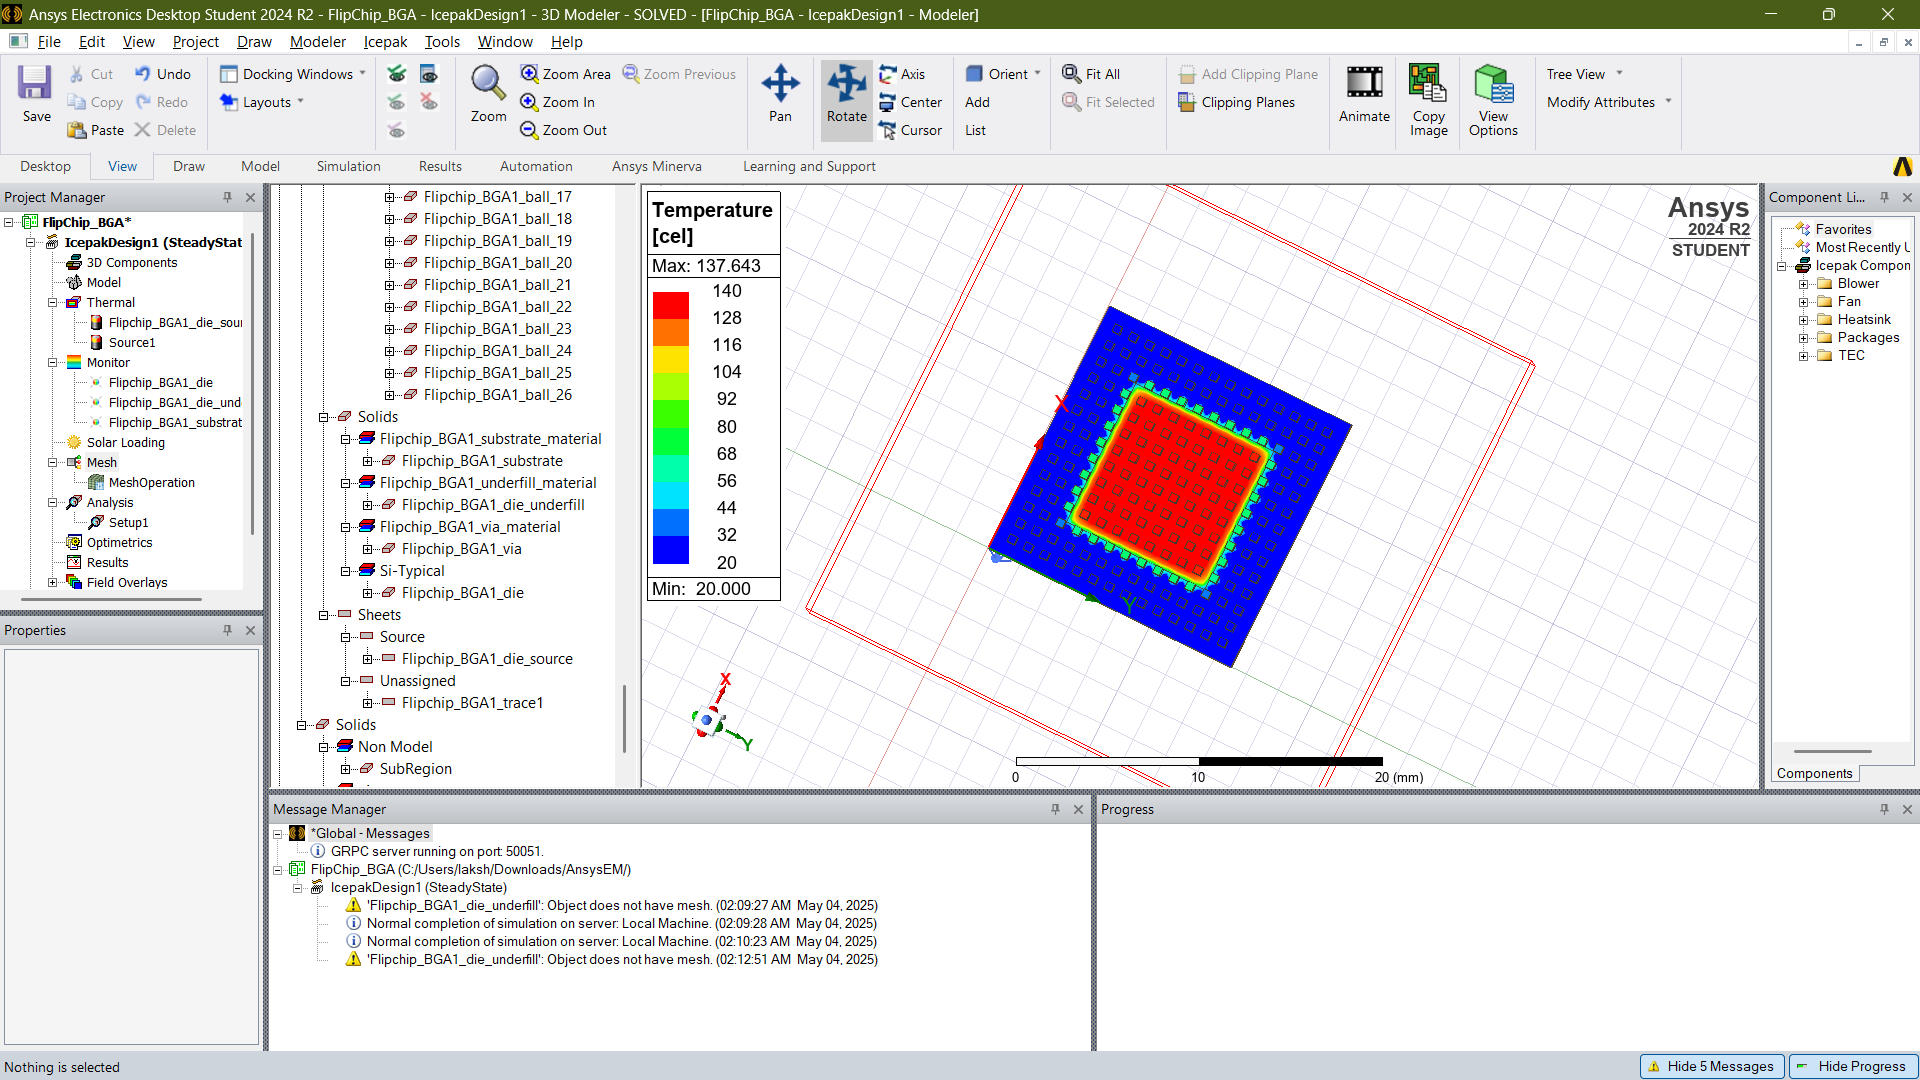 Ansys Electronics Desktop Student 2024 R2 - FlipChip_BGA - IcepakDesign1 - 3D Modeler - SOLVED - [FlipChip_BGA - IcepakDesign1 - Modeler]
File Edit View Project Draw Modeler Icepak Tools Window Help
Save
Cut
Copy
Paste
Undo
Redo
Delete
Docking Windows
Layouts
Zoom
Zoom Area
Zoom In
Zoom Out
Zoom Previous
Pan
Rotate
Axis
Center
Cursor
Orient
Add
List
Fit All
Fit Selected
Add Clipping Plane
Clipping Planes
Animate
Copy
Image
View
Options
Tree View
Modify Attributes
Desktop View Draw Model Simulation Results Automation Ansys Minerva Learning and Support
Project Manager
FlipChip_BGA*
IcepakDesign1 (SteadyStat
3D Components
Model
Thermal
Flipchip_BGA1_die_sour
Source1
Monitor
Flipchip_BGA1_die
Flipchip_BGA1_die_und
Flipchip_BGA1_substrat
Solar Loading
Mesh
MeshOperation
Analysis
Setup1
Optimetrics
Results
Field Overlays
Properties
Flipchip_BGA1_ball_17
Flipchip_BGA1_ball_18
Flipchip_BGA1_ball_19
Flipchip_BGA1_ball_20
Flipchip_BGA1_ball_21
Flipchip_BGA1_ball_22
Flipchip_BGA1_ball_23
Flipchip_BGA1_ball_24
Flipchip_BGA1_ball_25
Flipchip_BGA1_ball_26
Solids
Flipchip_BGA1_substrate_material
Flipchip_BGA1_substrate
Flipchip_BGA1_underfill_material
Flipchip_BGA1_die_underfill
Flipchip_BGA1_via_material
Flipchip_BGA1_via
Si-Typical
Flipchip_BGA1_die
Sheets
Source
Flipchip_BGA1_die_source
Unassigned
Flipchip_BGA1_trace1
Solids
Non Model
SubRegion
Temperature
[cel]
Max: 137.643
140
128
116
104
92
80
68
56
44
32
20
Min: 20.000
X
Y
X
Y
0 10 20 (mm)
Ansys
2024 R2
STUDENT
Component Li...
Favorites
Most Recently U
Icepak Compon
Blower
Fan
Heatsink
Packages
TEC
Components
Message Manager
*Global - Messages
GRPC server running on port: 50051.
FlipChip_BGA (C:/Users/laksh/Downloads/AnsysEM/)
IcepakDesign1 (SteadyState)
'Flipchip_BGA1_die_underfill': Object does not have mesh. (02:09:27 AM May 04, 2025)
Normal completion of simulation on server: Local Machine. (02:09:28 AM May 04, 2025)
Normal completion of simulation on server: Local Machine. (02:10:23 AM May 04, 2025)
'Flipchip_BGA1_die_underfill': Object does not have mesh. (02:12:51 AM May 04, 2025)
Progress
Nothing is selected
Hide 5 Messages
Hide Progress